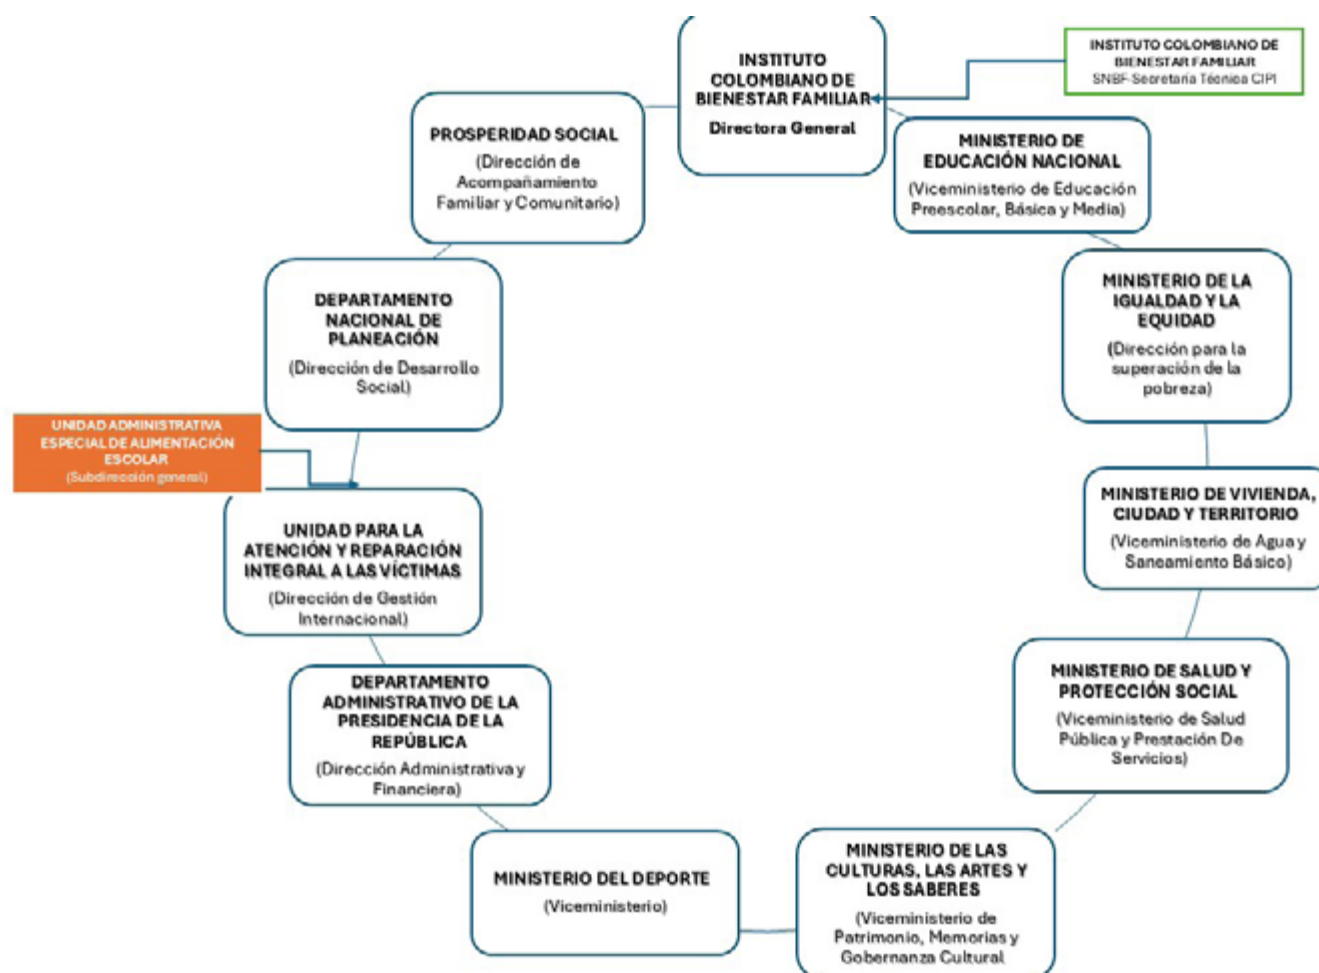 INSTITUTO
COLOMBIANO DE
BIENESTAR FAMILIAR
Directora General
INSTITUTO COLOMBIANO DE
BIENESTAR FAMILIAR
SNBF-Secretaría Técnica CIPI
MINISTERIO DE
EDUCACIÓN NACIONAL
(Viceministerio de Educación
Preescolar, Básica y Media)
MINISTERIO DE LA
IGUALDAD Y LA
EQUIDAD
(Dirección para la
superación de la
pobreza)
MINISTERIO DE VIVIENDA,
CIUDAD Y TERRITORIO
(Viceministerio de Agua y
Saneamiento Básico)
MINISTERIO DE SALUD Y
PROTECCIÓN SOCIAL
(Viceministerio de Salud
Pública y Prestación De
Servicios)
MINISTERIO DE LAS
CULTURAS, LAS ARTES Y
LOS SABERES
(Viceministerio de
Patrimonio, Memorias y
Gobernanza Cultural
MINISTERIO DEL DEPORTE
(Viceministerio)
DEPARTAMENTO
ADMINISTRATIVO DE LA
PRESIDENCIA DE LA
REPÚBLICA
(Dirección Administrativa y
Financiera)
UNIDAD PARA LA
ATENCIÓN Y REPARACIÓN
INTEGRAL A LAS VÍCTIMAS
(Dirección de Gestión
Internacional)
UNIDAD ADMINISTRATIVA
ESPECIAL DE ALIMENTACIÓN
ESCOLAR
(Subdirección general)
DEPARTAMENTO
NACIONAL DE
PLANEACIÓN
(Dirección de Desarrollo
Social)
PROSPERIDAD SOCIAL
(Dirección de
Acompañamiento
Familiar y Comunitario)